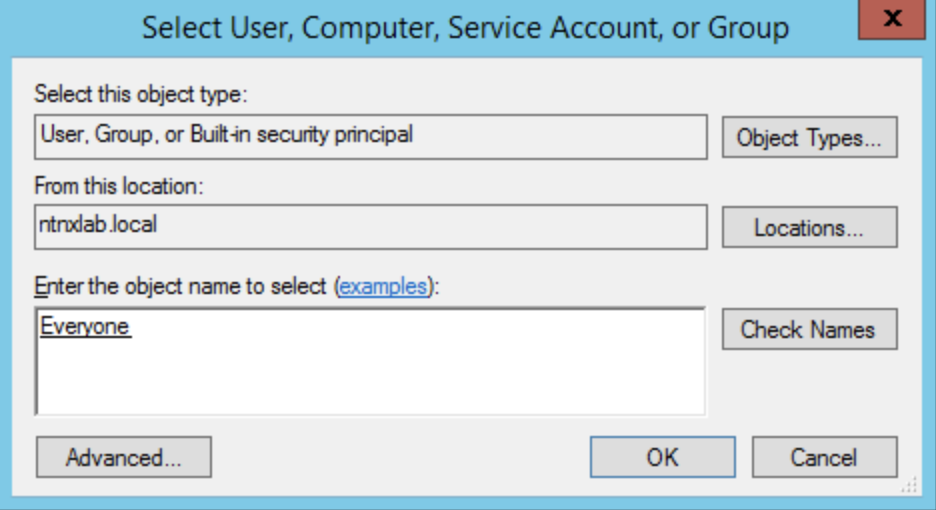 Select User, Computer, Service Account, or Group
x
Select this object type:
User, Group, or Built-in security principal
Object Types...
From this location:
ntnxlab.local
Locations...
Enter the object name to select (examples):
Everyone
Check Names
Advanced...
OK
Cancel